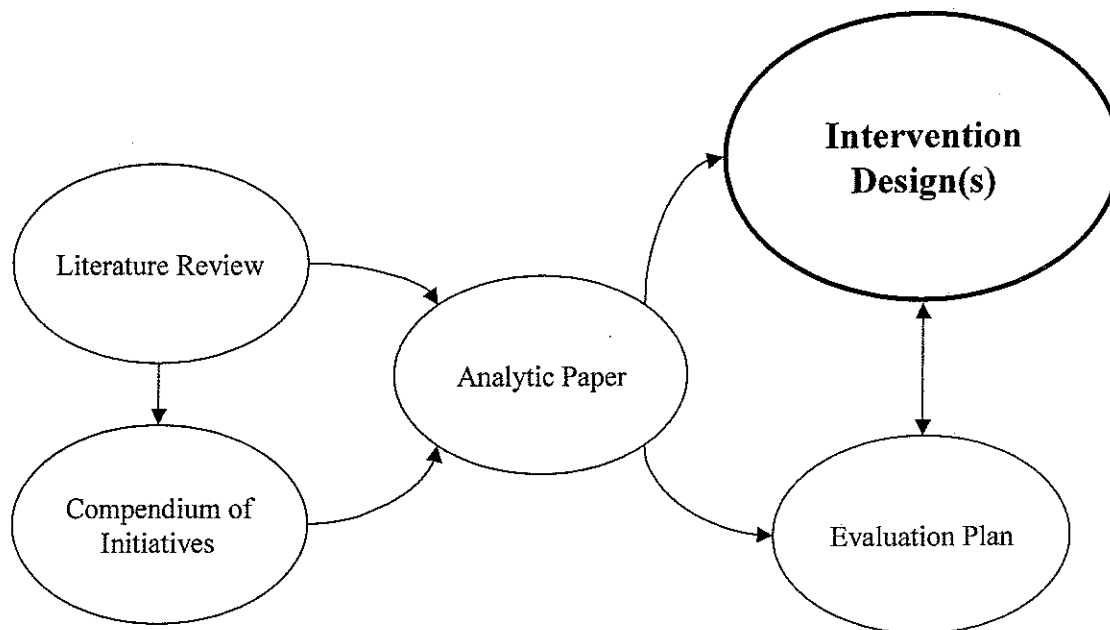 Intervention
Design(s)
Literature Review
Analytic Paper
Compendium of
Initiatives
Evaluation Plan